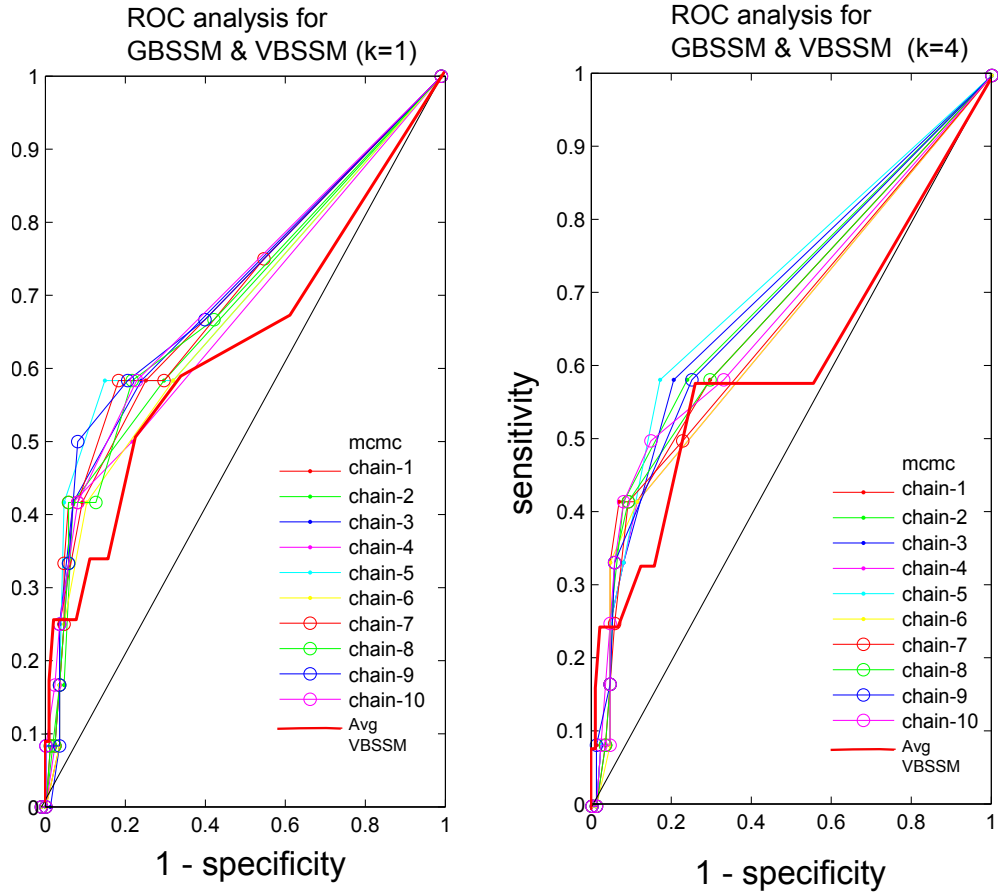 ROC analysis for
GBSSM & VBSSM (k=1)
1
0.9
0.8
0.7
0.6
0.5
0.4
0.3
0.2
0.1
0
0
0.2
0.4
0.6
0.8
1
1 - specificity
mcmc
chain-1
chain-2
chain-3
chain-4
chain-5
chain-6
chain-7
chain-8
chain-9
chain-10
Avg
VBSSM
ROC analysis for
GBSSM & VBSSM (k=4)
sensitivity
1
0.9
0.8
0.7
0.6
0.5
0.4
0.3
0.2
0.1
0
0
0.2
0.4
0.6
0.8
1
1 - specificity
mcmc
chain-1
chain-2
chain-3
chain-4
chain-5
chain-6
chain-7
chain-8
chain-9
chain-10
Avg
VBSSM